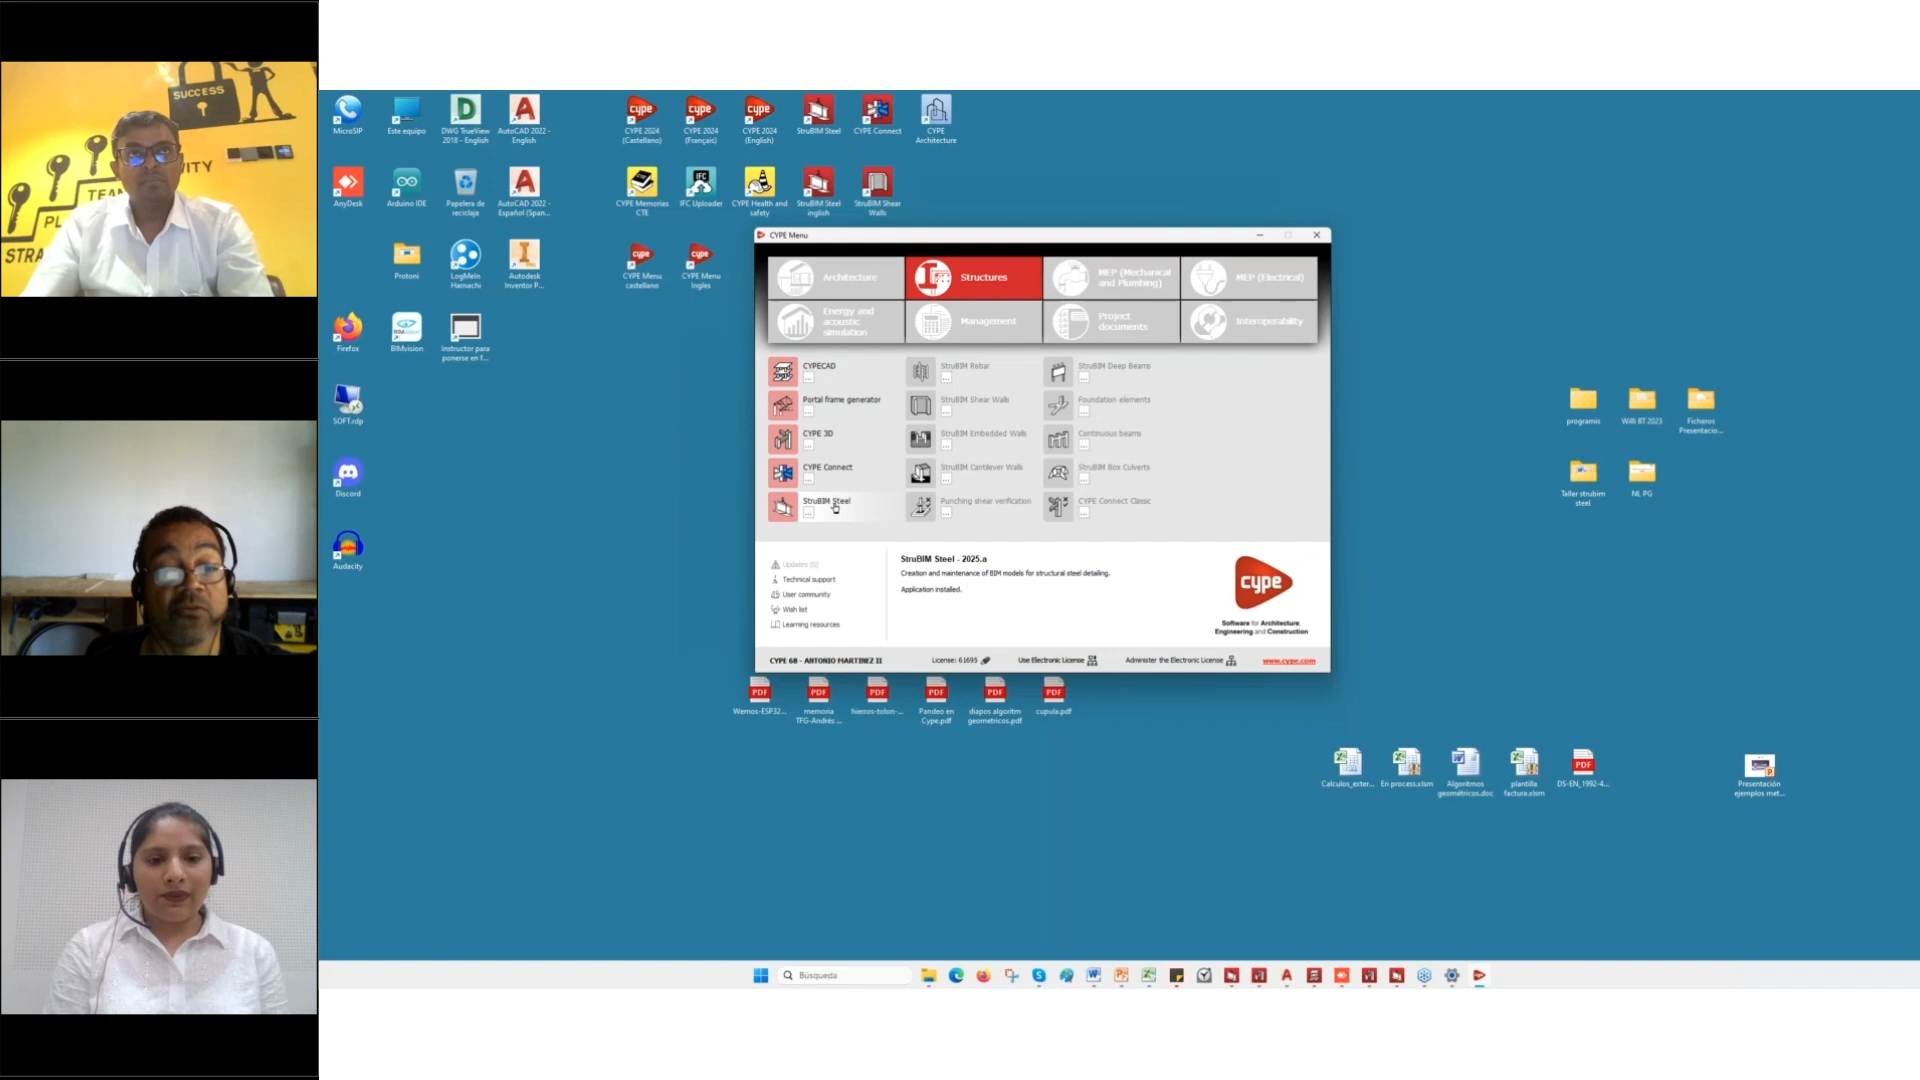 SUCCESS
TEAM
VITY
PL
STRA
MicroSIP
Este equipo
DWG TrueView
2018 - English
AutoCAD 2022 -
English
CYPE 2024
(Castellano)
CYPE 2024
(Français)
CYPE 2024
(English)
StruBIM Steel
CYPE Connect
CYPE
Architecture
AnyDesk
Arduino IDE
Papelera de
reciclaje
AutoCAD 2022 -
Español (Span...
CYPE Memorias
CTE
IFC Uploader
CYPE Health and
safety
StruBIM Steel
inglish
StruBIM Shear
Walls
Protoni
LogMeIn
Hamachi
Autodesk
Inventor P...
CYPE Menu
castellano
CYPE Menu
Ingles
Firefox
BIMvision
Instructor para
ponerse en f...
SOFT.rdp
Discord
Audacity
CYPE Menu
Architecture
Structures
MEP (Mechanical
and Plumbing)
MEP (Electrical)
Energy and
acoustic
simulation
Management
Project
documents
Interoperability
CYPECAD
...
StruBIM Rebar
...
StruBIM Deep Beams
...
Portal frame generator
...
StruBIM Shear Walls
...
Foundation elements
...
CYPE 3D
...
StruBIM Embedded Walls
...
Continuous beams
...
CYPE Connect
...
StruBIM Cantilever Walls
...
StruBIM Box Culverts
...
StruBIM Steel
...
Punching shear verification
...
CYPE Connect Classic
...
Updates (0)
Technical support
User community
Wish list
Learning resources
StruBIM Steel - 2025.a
Creation and maintenance of BIM models for structural steel detailing.
Application installed.
cype
Software for Architecture,
Engineering and Construction
CYPE 68 - ANTONIO MARTINEZ II
License: 61695
Use Electronic License
Administer the Electronic License
www.cype.com
programis
Willi BT 2023
Ficheros
Presentacio...
Taller strubim
steel
NL PG
Wemos-ESP32...
memoria
TFG-Andrés ...
hierros-tolon-...
Pandeo en
Cype.pdf
diapos algoritm
geometricos.pdf
cupula.pdf
Calculos_exter...
En process.xlsm
Algoritmos
geométricos.doc
plantilla
factura.xlsm
DS-EN_1992-4...
Presentación
ejemplos met...
Búsqueda